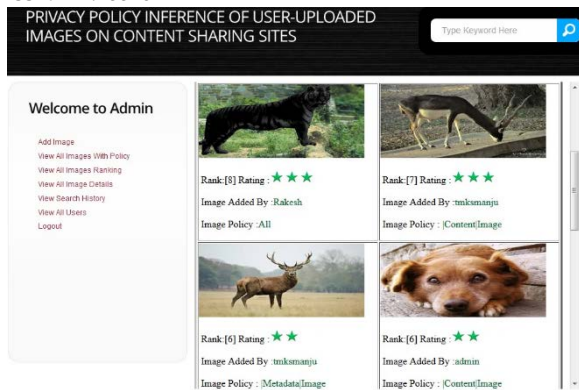 PRIVACY POLICY INFERENCE OF USER-UPLOADED
IMAGES ON CONTENT SHARING SITES
Type Keyword Here
Welcome to Admin
Add Image
View All Images With Policy
View All Images Ranking
View All Image Details
View Search History
View All Users
Logout
Rank:[8] Rating :
Image Added By :Rakesh
Image Policy :All
Rank:[7] Rating :
Image Added By :tmksmanju
Image Policy : |Content|Image
Rank:[6] Rating :
Image Added By :tmksmanju
Image Policy : |Metadata|Image
Rank:[6] Rating :
Image Added By :admin
Image Policy : |Content|Image